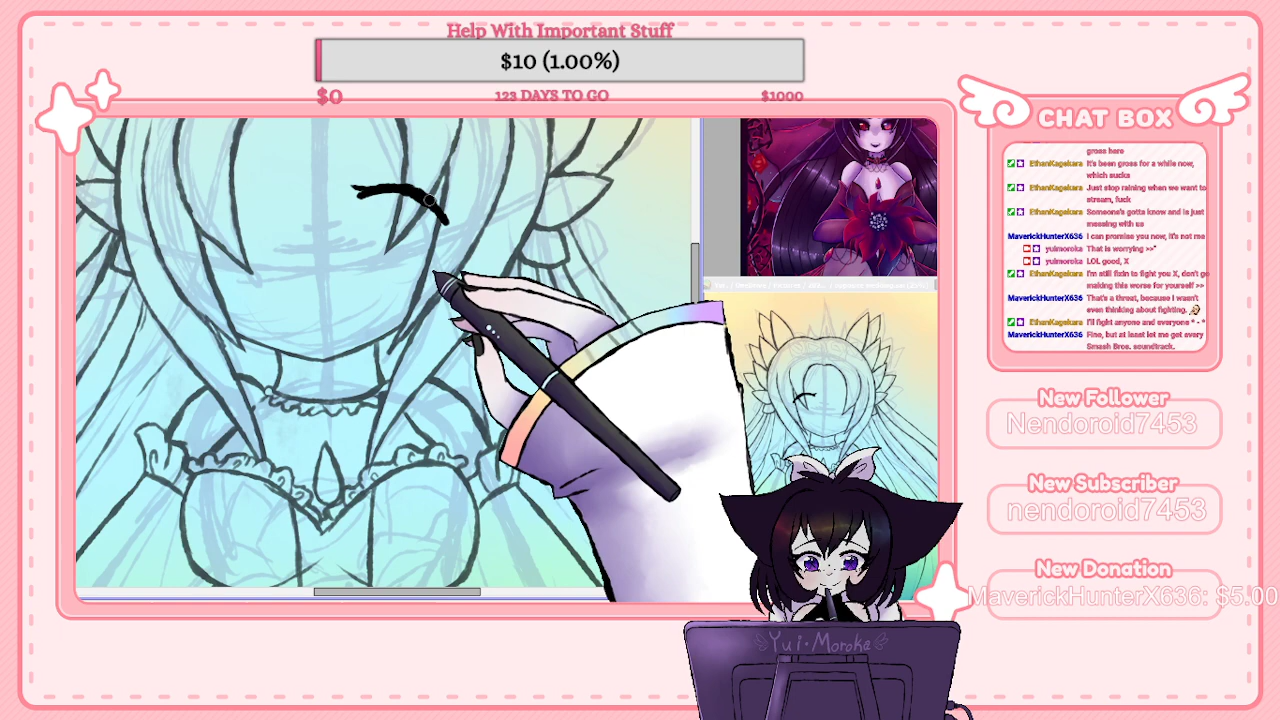 Help With Important Stuff
$10 (1.00%)
$0
123 DAYS TO GO
$1000
CHAT BOX
gross here
EthanKagekara It's been gross for a while now,
which sucks
EthanKagekara Just stop raining when we want to
stream, fuck
EthanKagekara Someone's gotta know and is just
messing with us
MaverickHunterX636 I can promise you now, it's not me
yuimoroka That is worrying >>"
yuimoroka LOL good, X
EthanKagekara I'm still fixin to fight you X, don't go
making this worse for yourself >>
MaverickHunterX636 That's a threat, because I wasn't
even thinking about fighting.
EthanKagekara I'll fight anyone and everyone * - *
MaverickHunterX636 Fine, but at least let me get every
Smash Bros. soundtrack.
New Follower
Nendoroid7453
New Subscriber
nendoroid7453
New Donation
MaverickHunterX636: $5.00
Yui·Moroka